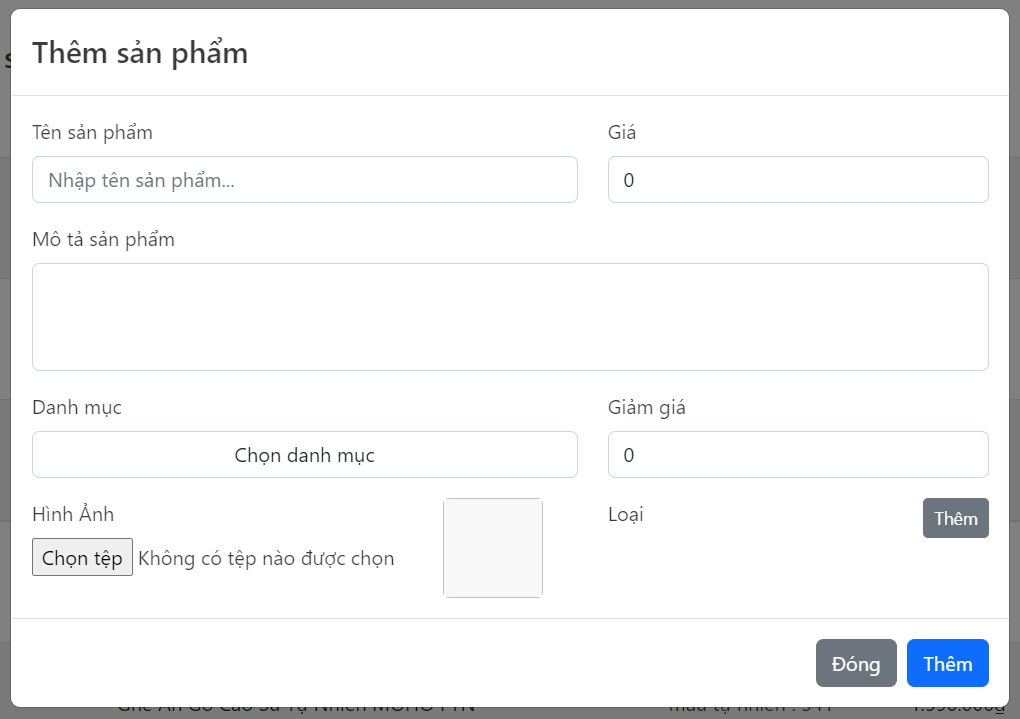 Thêm sản phẩm
Tên sản phẩm
Giá
Nhập tên sản phẩm...
0
Mô tả sản phẩm
Danh mục
Giảm giá
Chọn danh mục
0
Hình Ảnh
Loại
Thêm
Chọn tệp Không có tệp nào được chọn
Đóng
Thêm